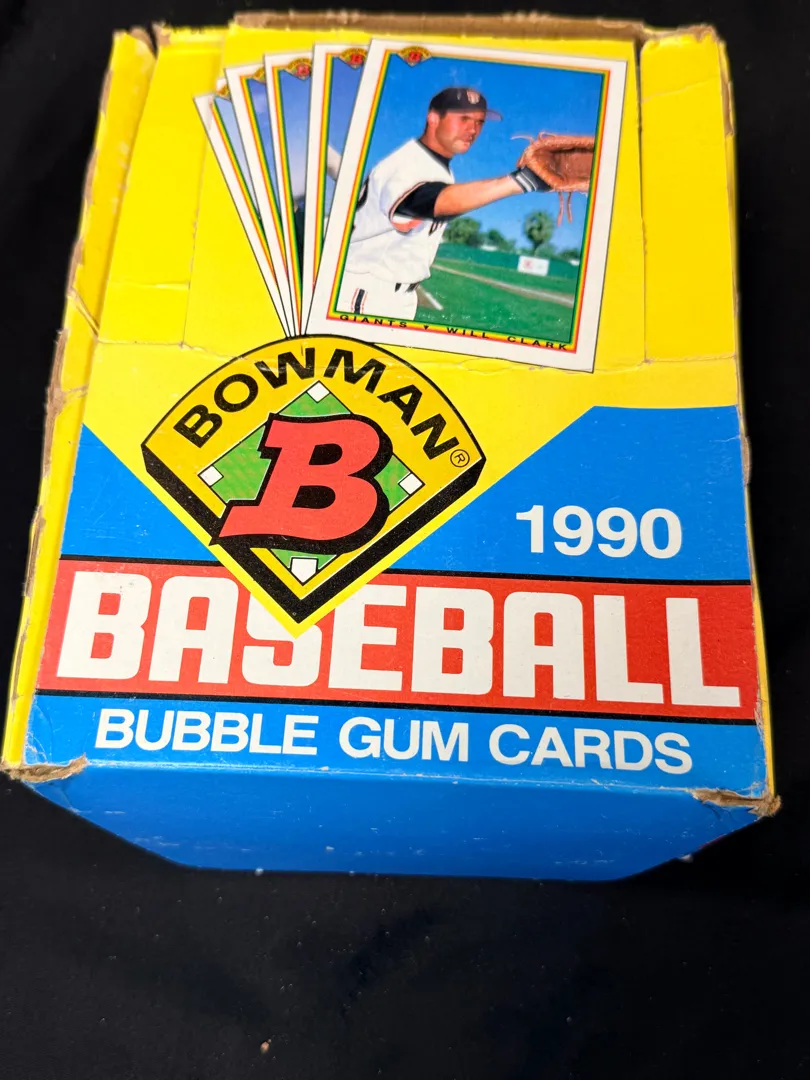 GIANTS ▾ WILL CLARK
BOWMAN®
B
1990
BASEBALL
BUBBLE GUM CARDS